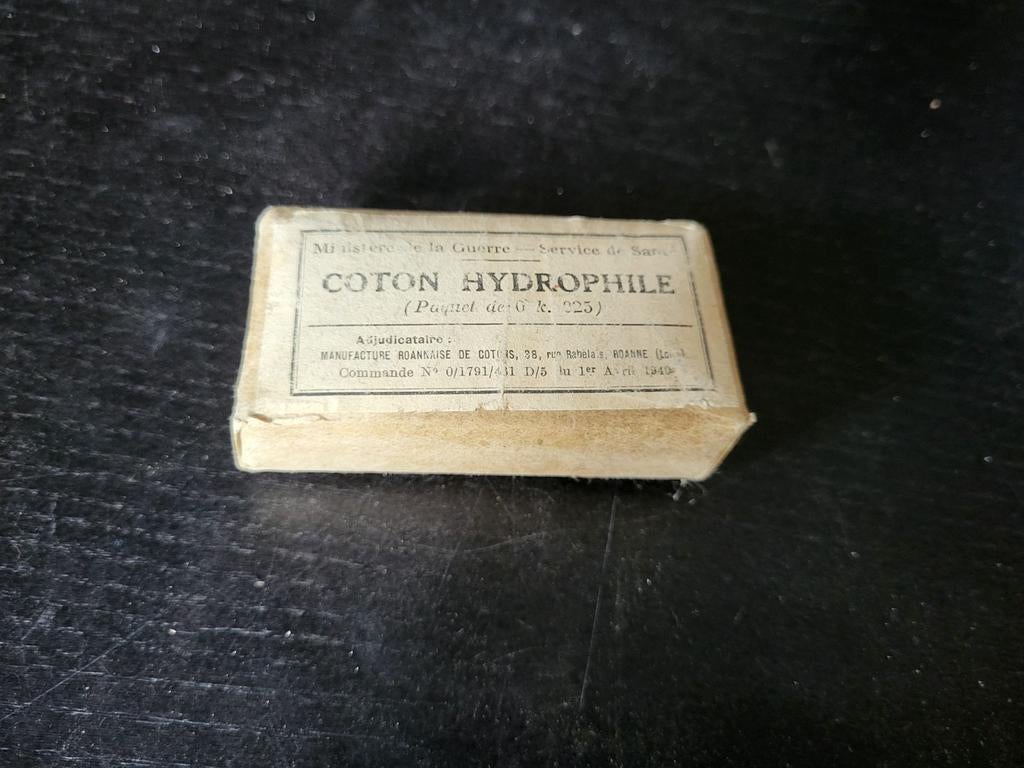 Ministère de la Guerre — Service de Santé
COTON HYDROPHILE
(Paquet de 0 k. 025)
Adjudicataire :
MANUFACTURE ROANNAISE DE COTONS, 38, rue Rabelais, ROANNE (Loire)
Commande Nº 0/1791/431 D/5 du 1er Avril 1940